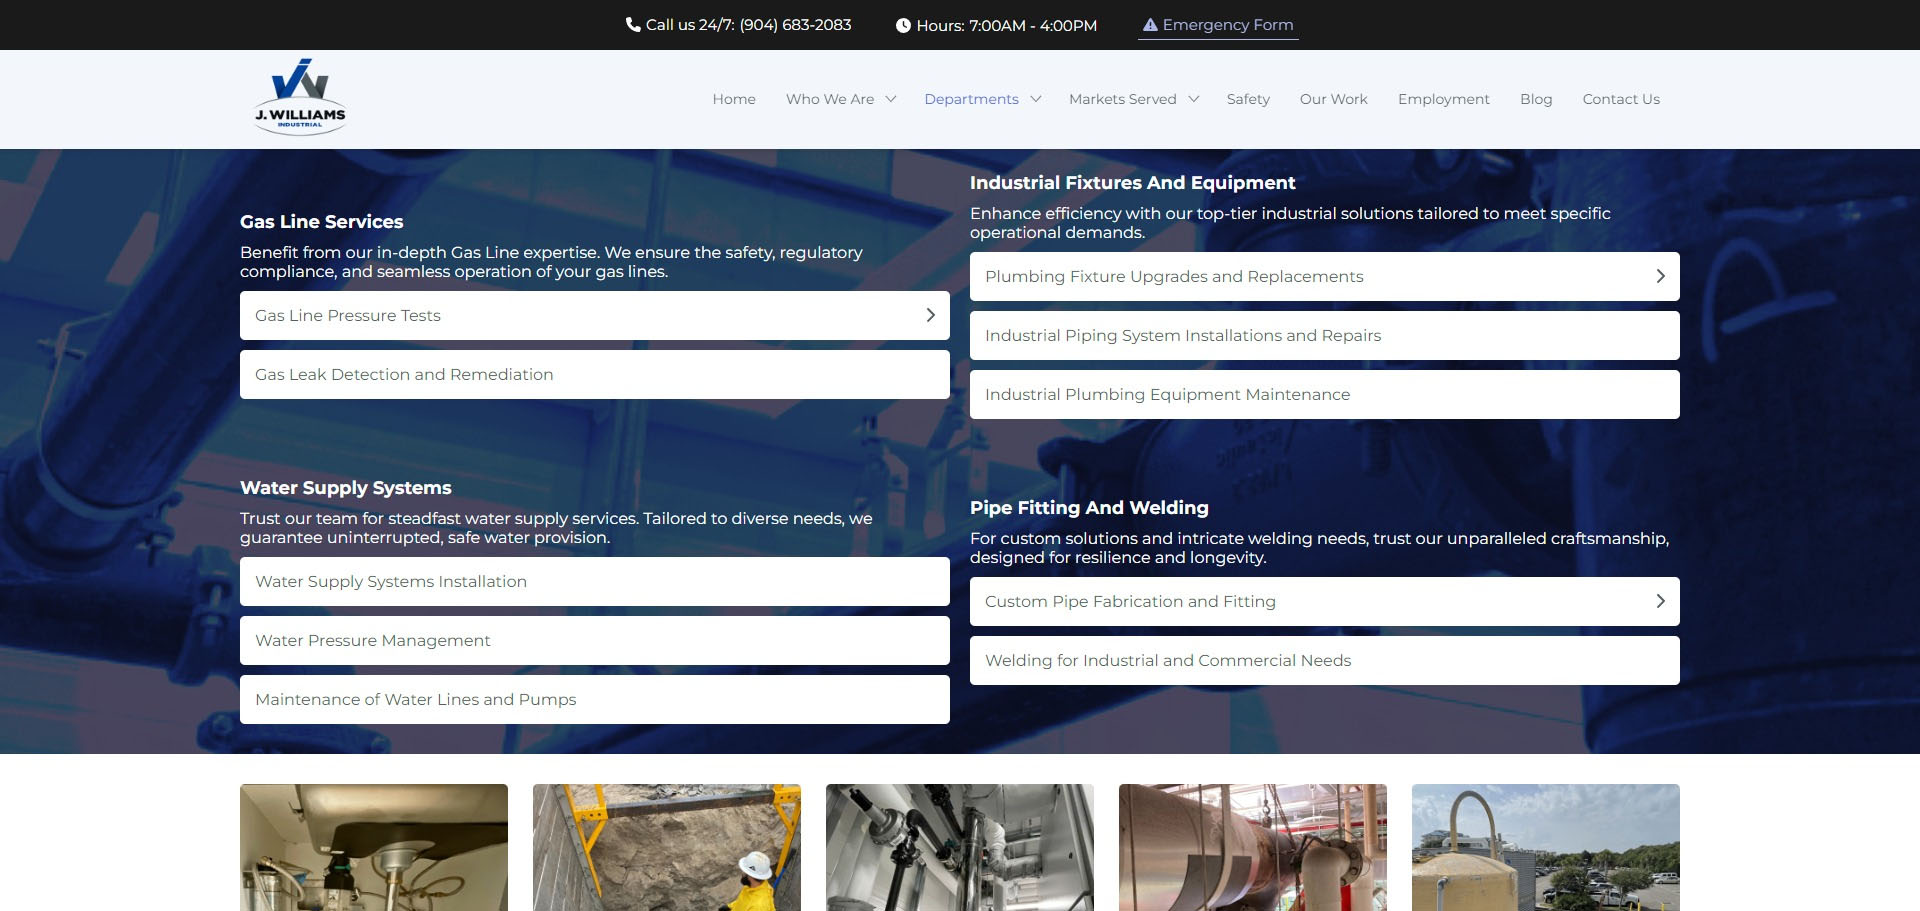 Call us 24/7: (904) 683-2083
Hours: 7:00AM - 4:00PM
Emergency Form
J. WILLIAMS
INDUSTRIAL
Home
Who We Are
Departments
Markets Served
Safety
Our Work
Employment
Blog
Contact Us
Gas Line Services
Benefit from our in-depth Gas Line expertise. We ensure the safety, regulatory
compliance, and seamless operation of your gas lines.
Gas Line Pressure Tests
Gas Leak Detection and Remediation
Industrial Fixtures And Equipment
Enhance efficiency with our top-tier industrial solutions tailored to meet specific
operational demands.
Plumbing Fixture Upgrades and Replacements
Industrial Piping System Installations and Repairs
Industrial Plumbing Equipment Maintenance
Water Supply Systems
Trust our team for steadfast water supply services. Tailored to diverse needs, we
guarantee uninterrupted, safe water provision.
Water Supply Systems Installation
Water Pressure Management
Maintenance of Water Lines and Pumps
Pipe Fitting And Welding
For custom solutions and intricate welding needs, trust our unparalleled craftsmanship,
designed for resilience and longevity.
Custom Pipe Fabrication and Fitting
Welding for Industrial and Commercial Needs